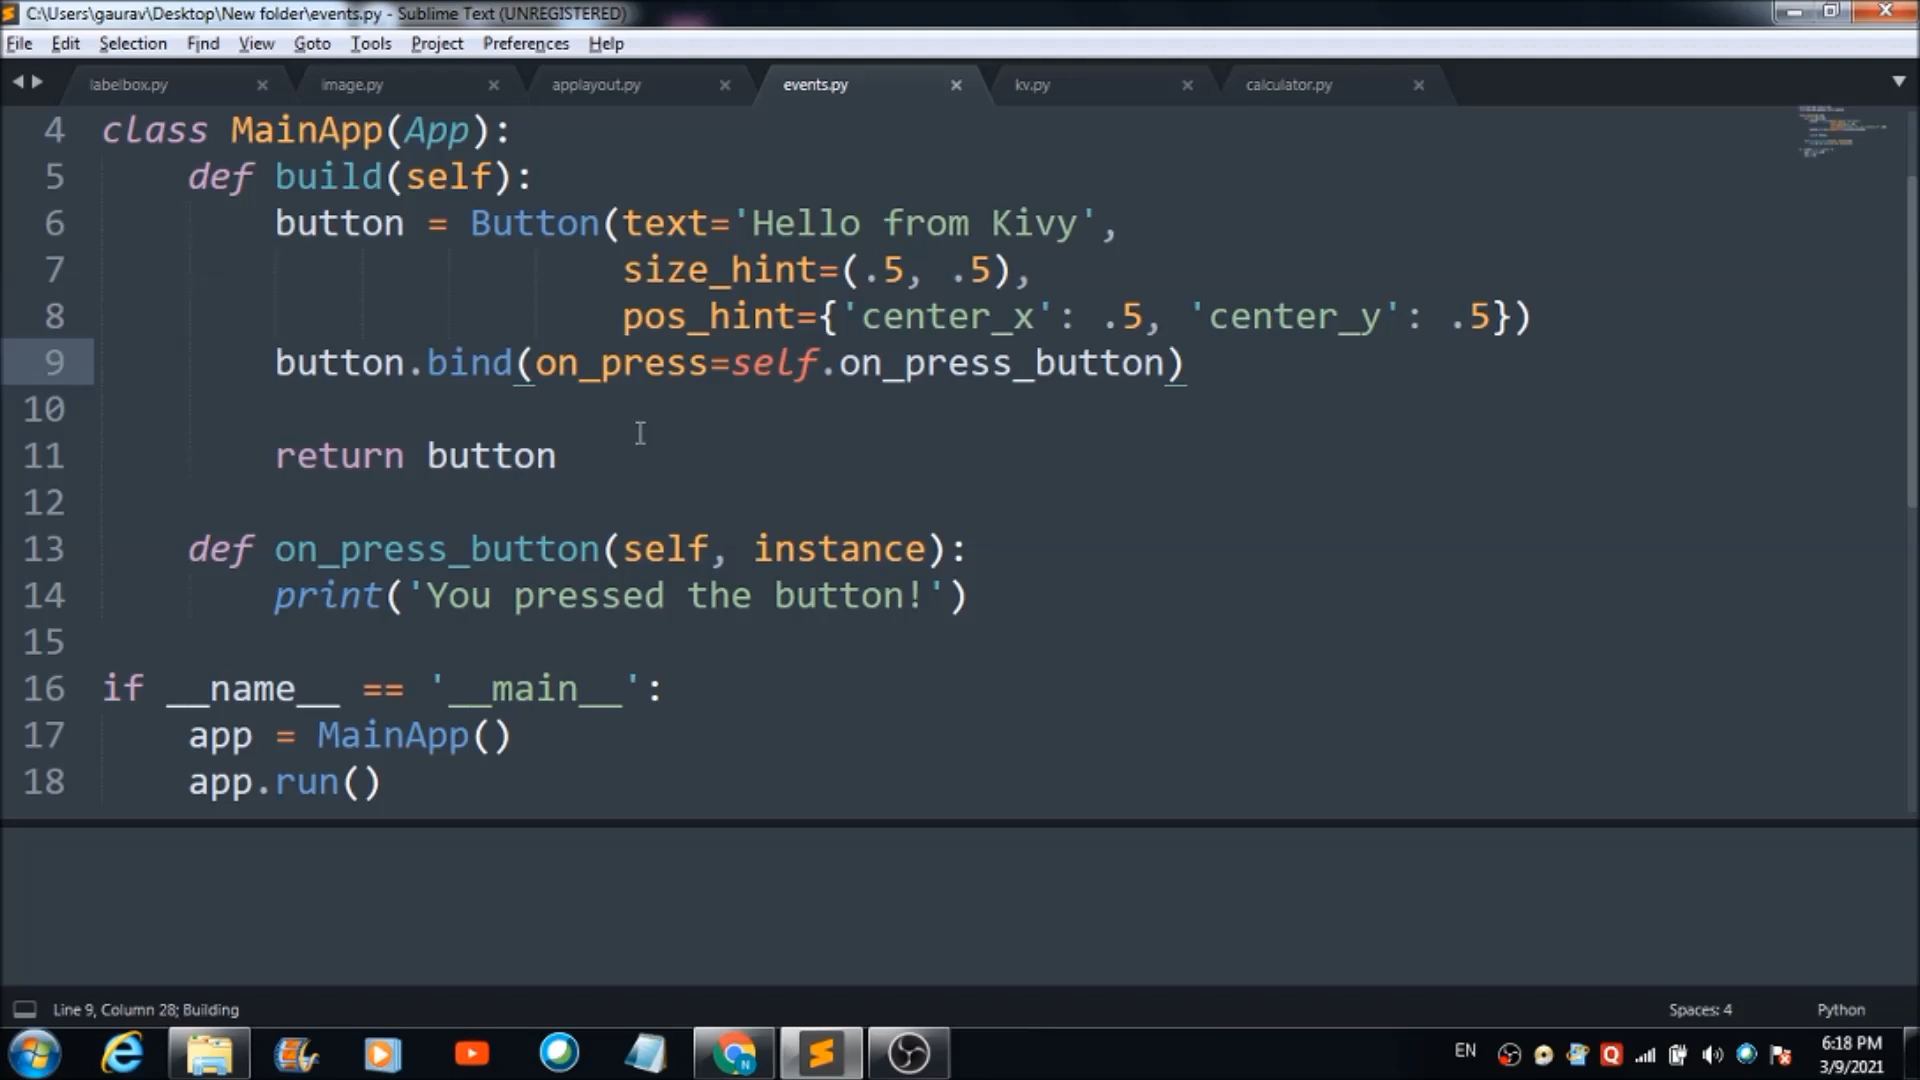 C:\Users\gaurav\Desktop\New folder\events.py - Sublime Text (UNREGISTERED)
File Edit Selection Find View Goto Tools Project Preferences Help
labelbox.py image.py applayout.py events.py kv.py calculator.py
4 class MainApp(App):
5 def build(self):
6 button = Button(text='Hello from Kivy',
7 size_hint=(.5, .5),
8 pos_hint={'center_x': .5, 'center_y': .5})
9 button.bind(on_press=self.on_press_button)
10
11 return button
12
13 def on_press_button(self, instance):
14 print('You pressed the button!')
15
16 if __name__ == '__main__':
17 app = MainApp()
18 app.run()
Line 9, Column 28; Building Spaces: 4 Python
EN 6:18 PM
3/9/2021